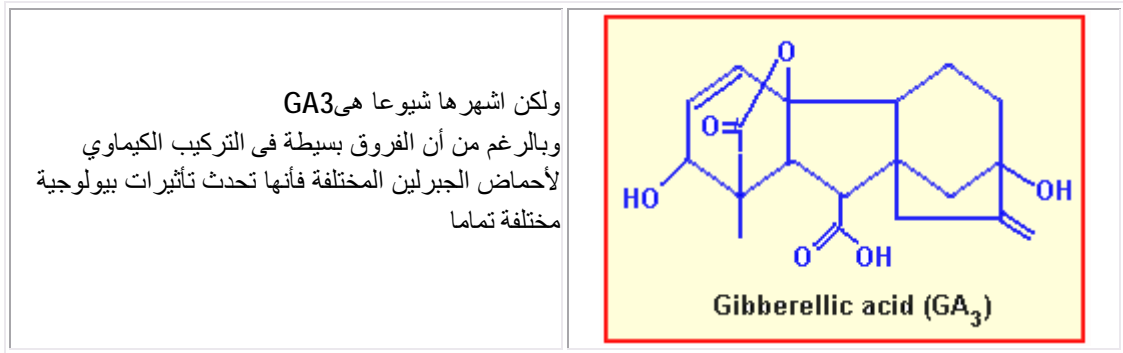 ولكن اشهرها شيوعا هىGA3
وبالرغم من أن الفروق بسيطة فى التركيب الكيماوي
لأحماض الجبرلين المختلفة فأنها تحدث تأثيرات بيولوجية
مختلفة تماما
O
O
HO
OH
O
OH
Gibberellic acid (GA3)